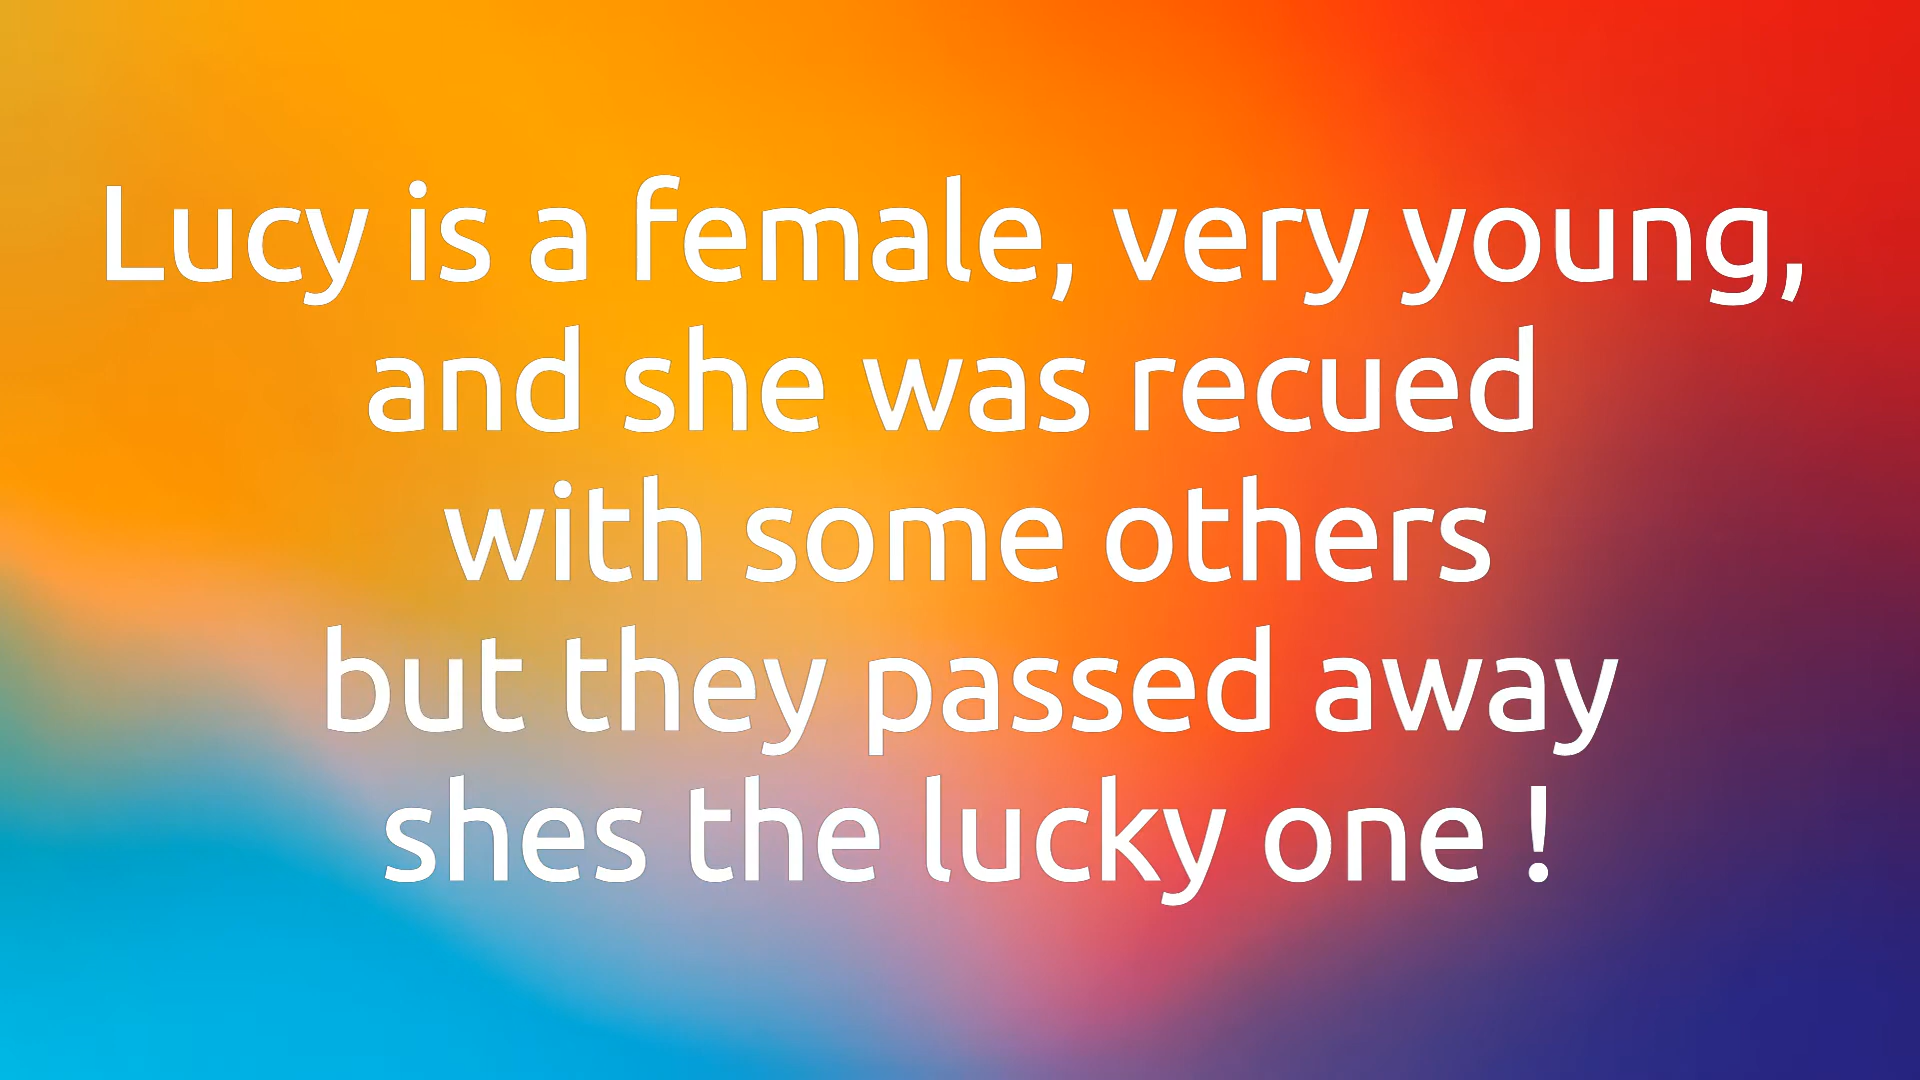 Lucy is a female, very young,
and she was recued
with some others
but they passed away
shes the lucky one !